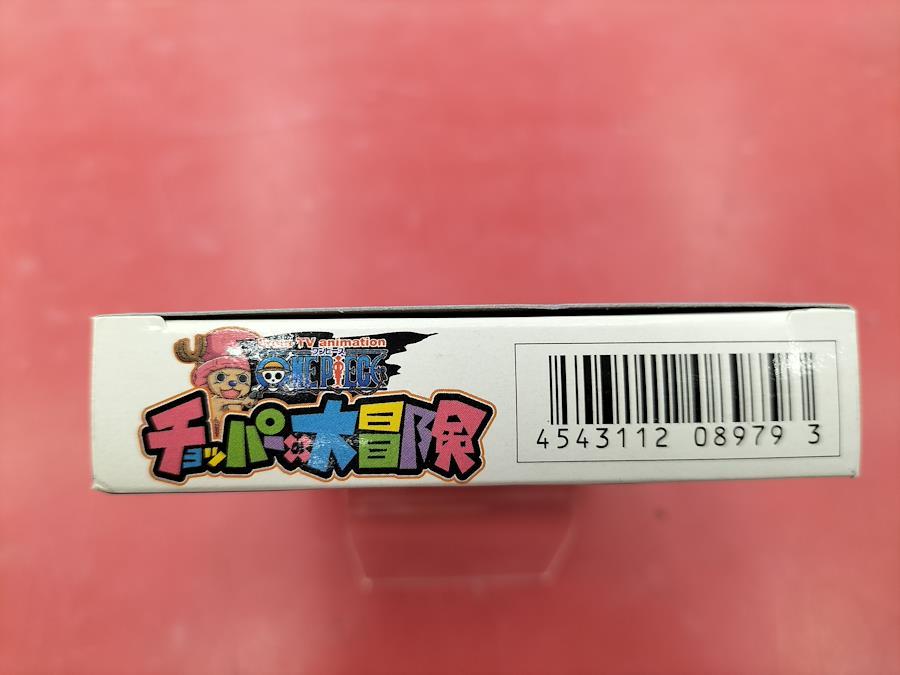 From TV animation
ワンピース
ONE PIECE
チョッパーの大冒険
4543112 08979 3